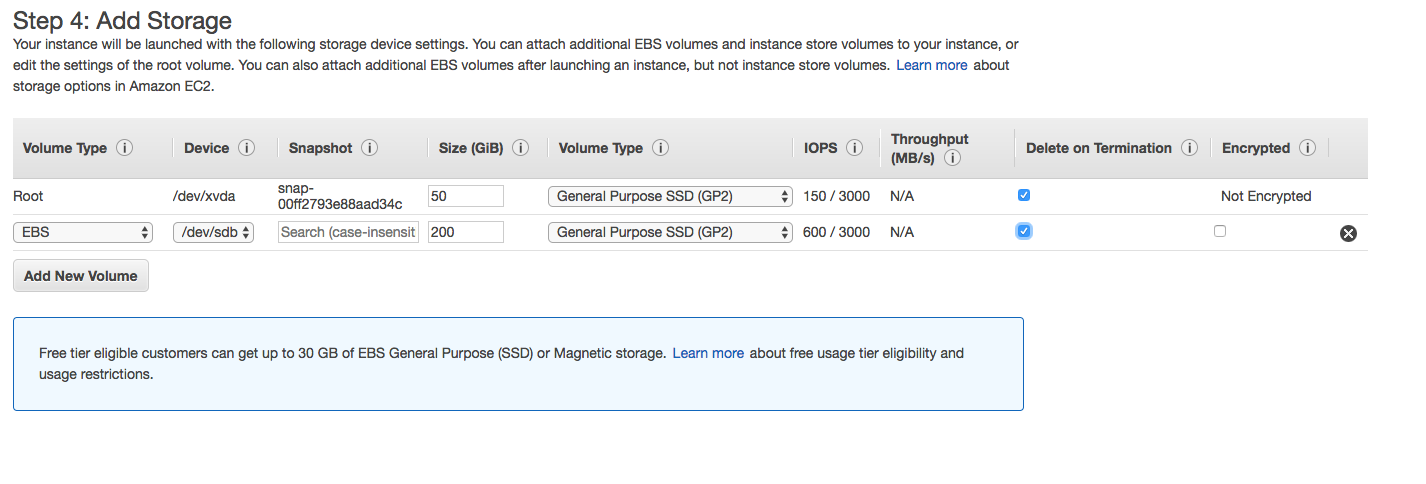 Step 4: Add Storage
Your instance will be launched with the following storage device settings. You can attach additional EBS volumes and instance store volumes to your instance, or
edit the settings of the root volume. You can also attach additional EBS volumes after launching an instance, but not instance store volumes. Learn more about
storage options in Amazon EC2.
Volume Type i Device i Snapshot i Size (GiB) i Volume Type i IOPS i Throughput (MB/s) i Delete on Termination i Encrypted i
Root /dev/xvda snap-00ff2793e88aad34c 50 General Purpose SSD (GP2) 150 / 3000 N/A Not Encrypted
EBS /dev/sdb Search (case-insensit 200 General Purpose SSD (GP2) 600 / 3000 N/A
Add New Volume
Free tier eligible customers can get up to 30 GB of EBS General Purpose (SSD) or Magnetic storage. Learn more about free usage tier eligibility and
usage restrictions.